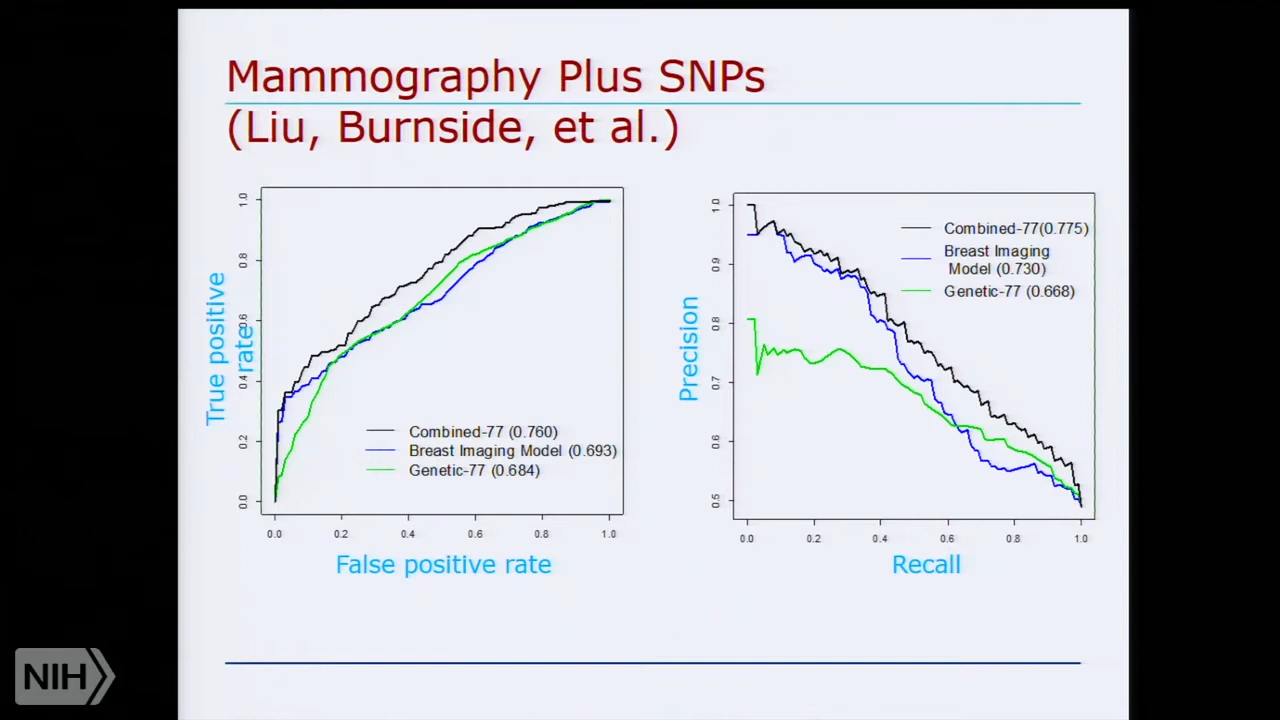 Mammography Plus SNPs
(Liu, Burnside, et al.)
True positive
rate
1.0
0.8
0.6
0.4
0.2
0.0
Combined-77 (0.760)
Breast Imaging Model (0.693)
Genetic-77 (0.684)
0.0 0.2 0.4 0.6 0.8 1.0
False positive rate
Precision
1.0
0.9
0.8
0.7
0.6
0.5
Combined-77(0.775)
Breast Imaging
Model (0.730)
Genetic-77 (0.668)
0.0 0.2 0.4 0.6 0.8 1.0
Recall
NIH